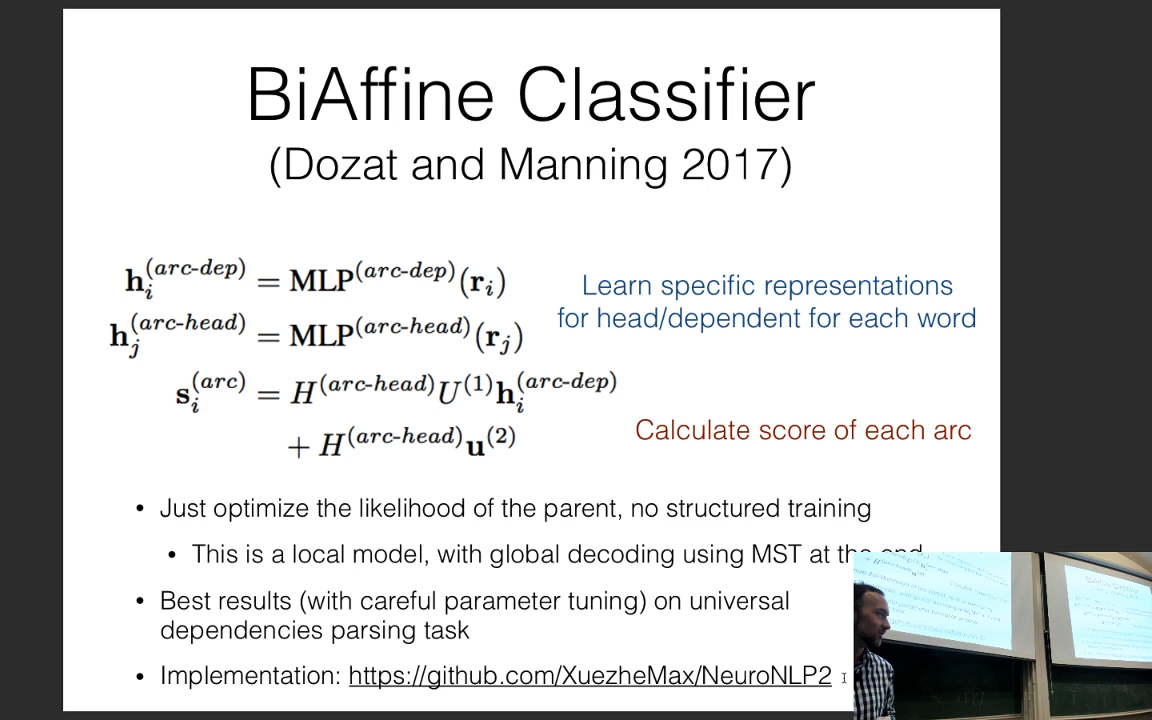 BiAffine Classifier
(Dozat and Manning 2017)
h_i^(arc-dep) = MLP^(arc-dep)(r_i)
h_j^(arc-head) = MLP^(arc-head)(r_j)
Learn specific representations
for head/dependent for each word
s_i^(arc) = H^(arc-head)U^(1)h_i^(arc-dep)
+ H^(arc-head)u^(2)
Calculate score of each arc
• Just optimize the likelihood of the parent, no structured training
• This is a local model, with global decoding using MST at the end
• Best results (with careful parameter tuning) on universal
dependencies parsing task
• Implementation: https://github.com/XuezheMax/NeuroNLP2